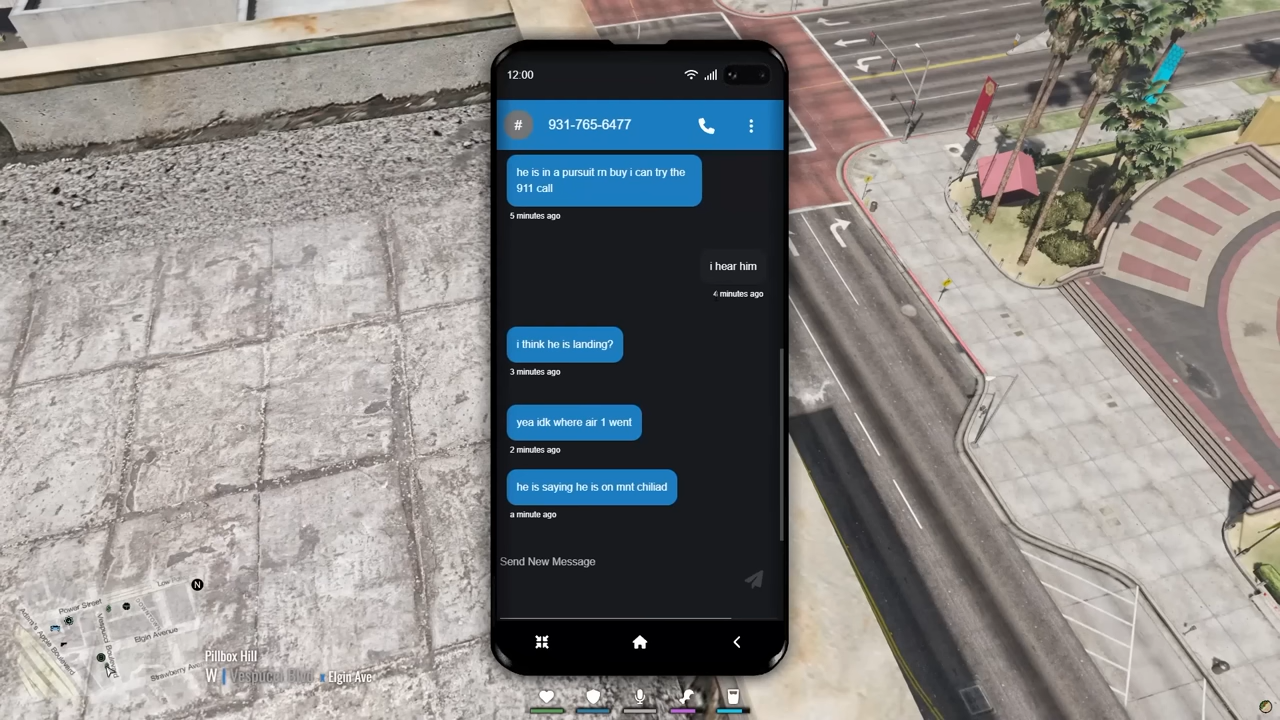 12:00
# 931-765-6477
he is in a pursuit rn buy i can try the
911 call
5 minutes ago
i hear him
4 minutes ago
i think he is landing?
3 minutes ago
yea idk where air 1 went
2 minutes ago
he is saying he is on mnt chiliad
a minute ago
Send New Message
N
Power Street
Elgin Avenue
Pillbox Hill
W | Vespucci Blvd x Elgin Ave